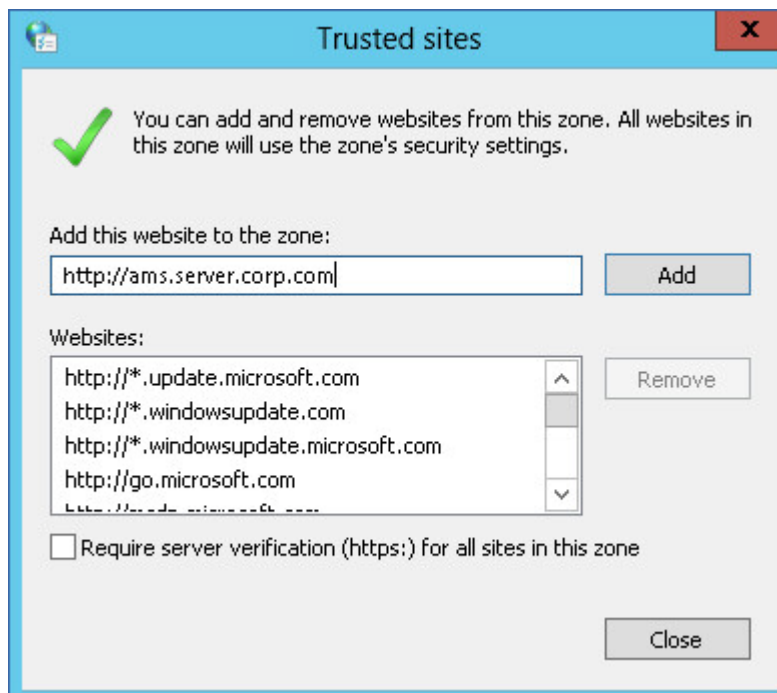 Trusted sites
x
You can add and remove websites from this zone. All websites in
this zone will use the zone's security settings.
Add this website to the zone:
http://ams.server.corp.com
Add
Websites:
http://*.update.microsoft.com
http://*.windowsupdate.com
http://*.windowsupdate.microsoft.com
http://go.microsoft.com
Remove
Require server verification (https:) for all sites in this zone
Close